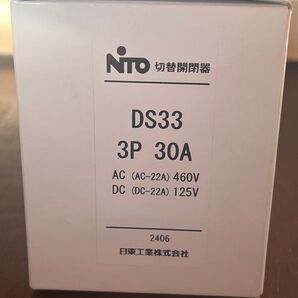 NITO 切替開閉器
DS33
3P 30A
AC (AC-22A) 460V
DC (DC-22A) 125V
2406
日東工業株式会社